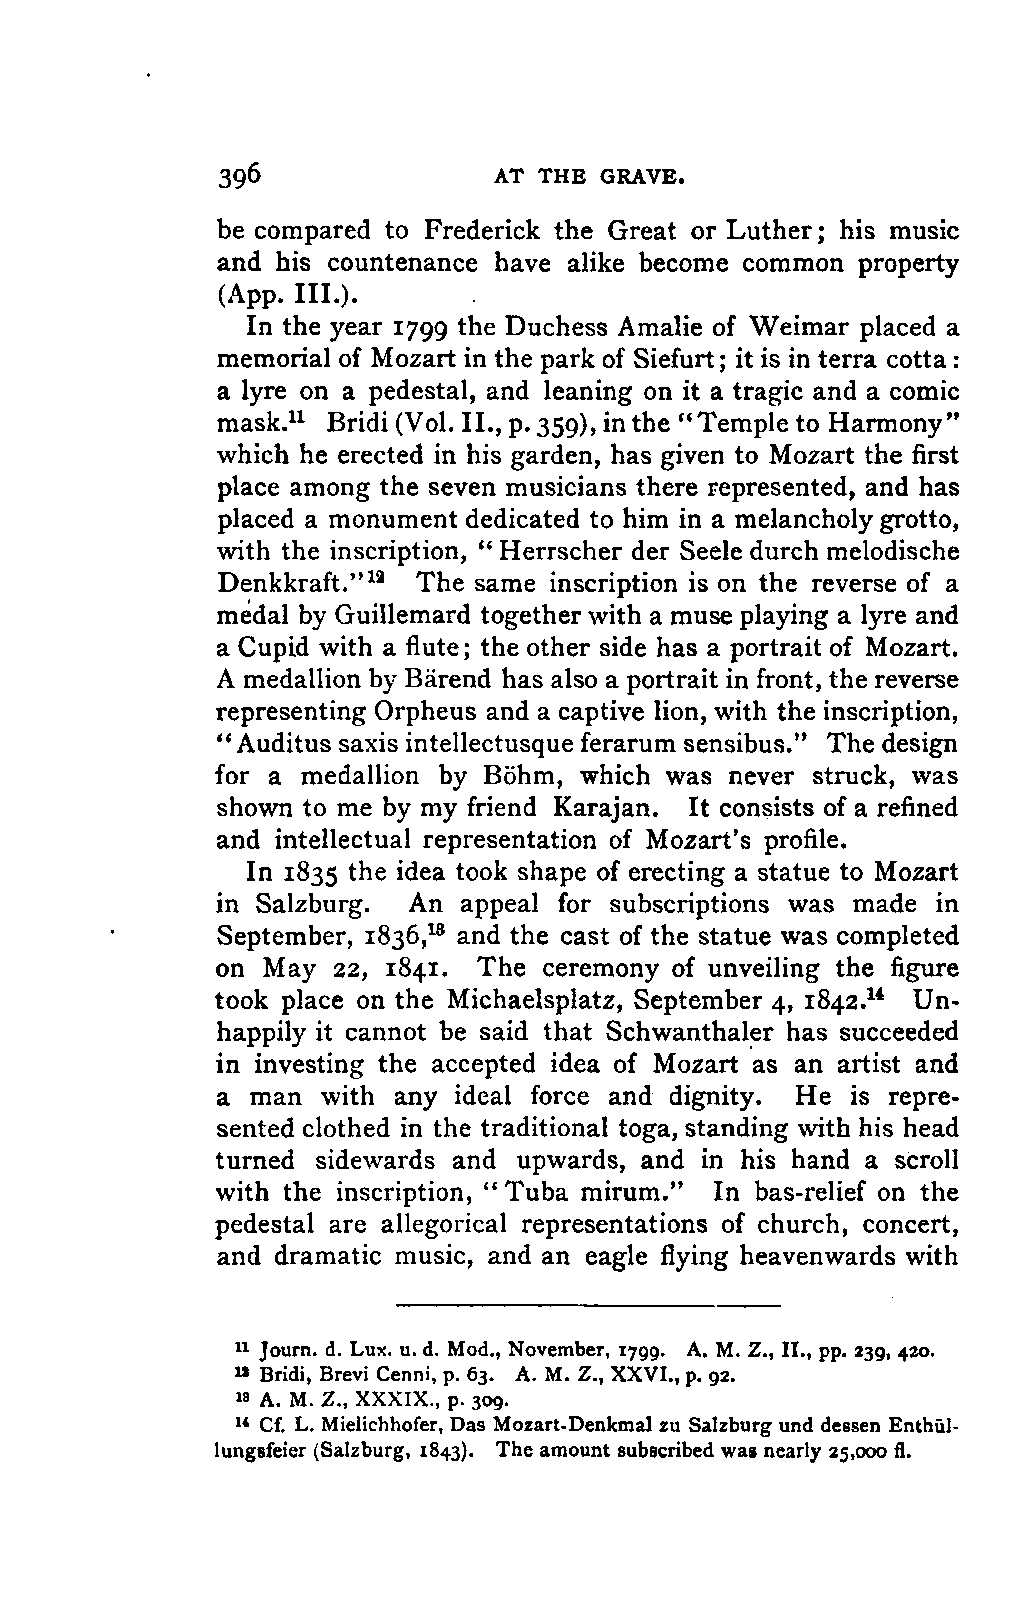 396 AT THE GRAVE.
be compared to Frederick the Great or Luther; his music
and his countenance have alike become common property
(App. III.).
In the year 1799 the Duchess Amalie of Weimar placed a
memorial of Mozart in the park of Siefurt; it is in terra cotta:
a lyre on a pedestal, and leaning on it a tragic and a comic
mask.¹¹ Bridi (Vol. II., p. 359), in the "Temple to Harmony"
which he erected in his garden, has given to Mozart the first
place among the seven musicians there represented, and has
placed a monument dedicated to him in a melancholy grotto,
with the inscription, "Herrscher der Seele durch melodische
Denkkraft."¹² The same inscription is on the reverse of a
medal by Guillemard together with a muse playing a lyre and
a Cupid with a flute; the other side has a portrait of Mozart.
A medallion by Bärend has also a portrait in front, the reverse
representing Orpheus and a captive lion, with the inscription,
"Auditus saxis intellectusque ferarum sensibus." The design
for a medallion by Böhm, which was never struck, was
shown to me by my friend Karajan. It consists of a refined
and intellectual representation of Mozart's profile.
In 1835 the idea took shape of erecting a statue to Mozart
in Salzburg. An appeal for subscriptions was made in
September, 1836,¹³ and the cast of the statue was completed
on May 22, 1841. The ceremony of unveiling the figure
took place on the Michaelsplatz, September 4, 1842.¹⁴ Un-
happily it cannot be said that Schwanthaler has succeeded
in investing the accepted idea of Mozart as an artist and
a man with any ideal force and dignity. He is repre-
sented clothed in the traditional toga, standing with his head
turned sidewards and upwards, and in his hand a scroll
with the inscription, "Tuba mirum." In bas-relief on the
pedestal are allegorical representations of church, concert,
and dramatic music, and an eagle flying heavenwards with
¹¹ Journ. d. Lux. u. d. Mod., November, 1799. A. M. Z., II., pp. 239, 420.
¹² Bridi, Brevi Cenni, p. 63. A. M. Z., XXVI., p. 92.
¹³ A. M. Z., XXXIX., p. 309.
¹⁴ Cf. L. Mielichhofer, Das Mozart-Denkmal zu Salzburg und dessen Enthül-
lungsfeier (Salzburg, 1843). The amount subscribed was nearly 25,000 fl.